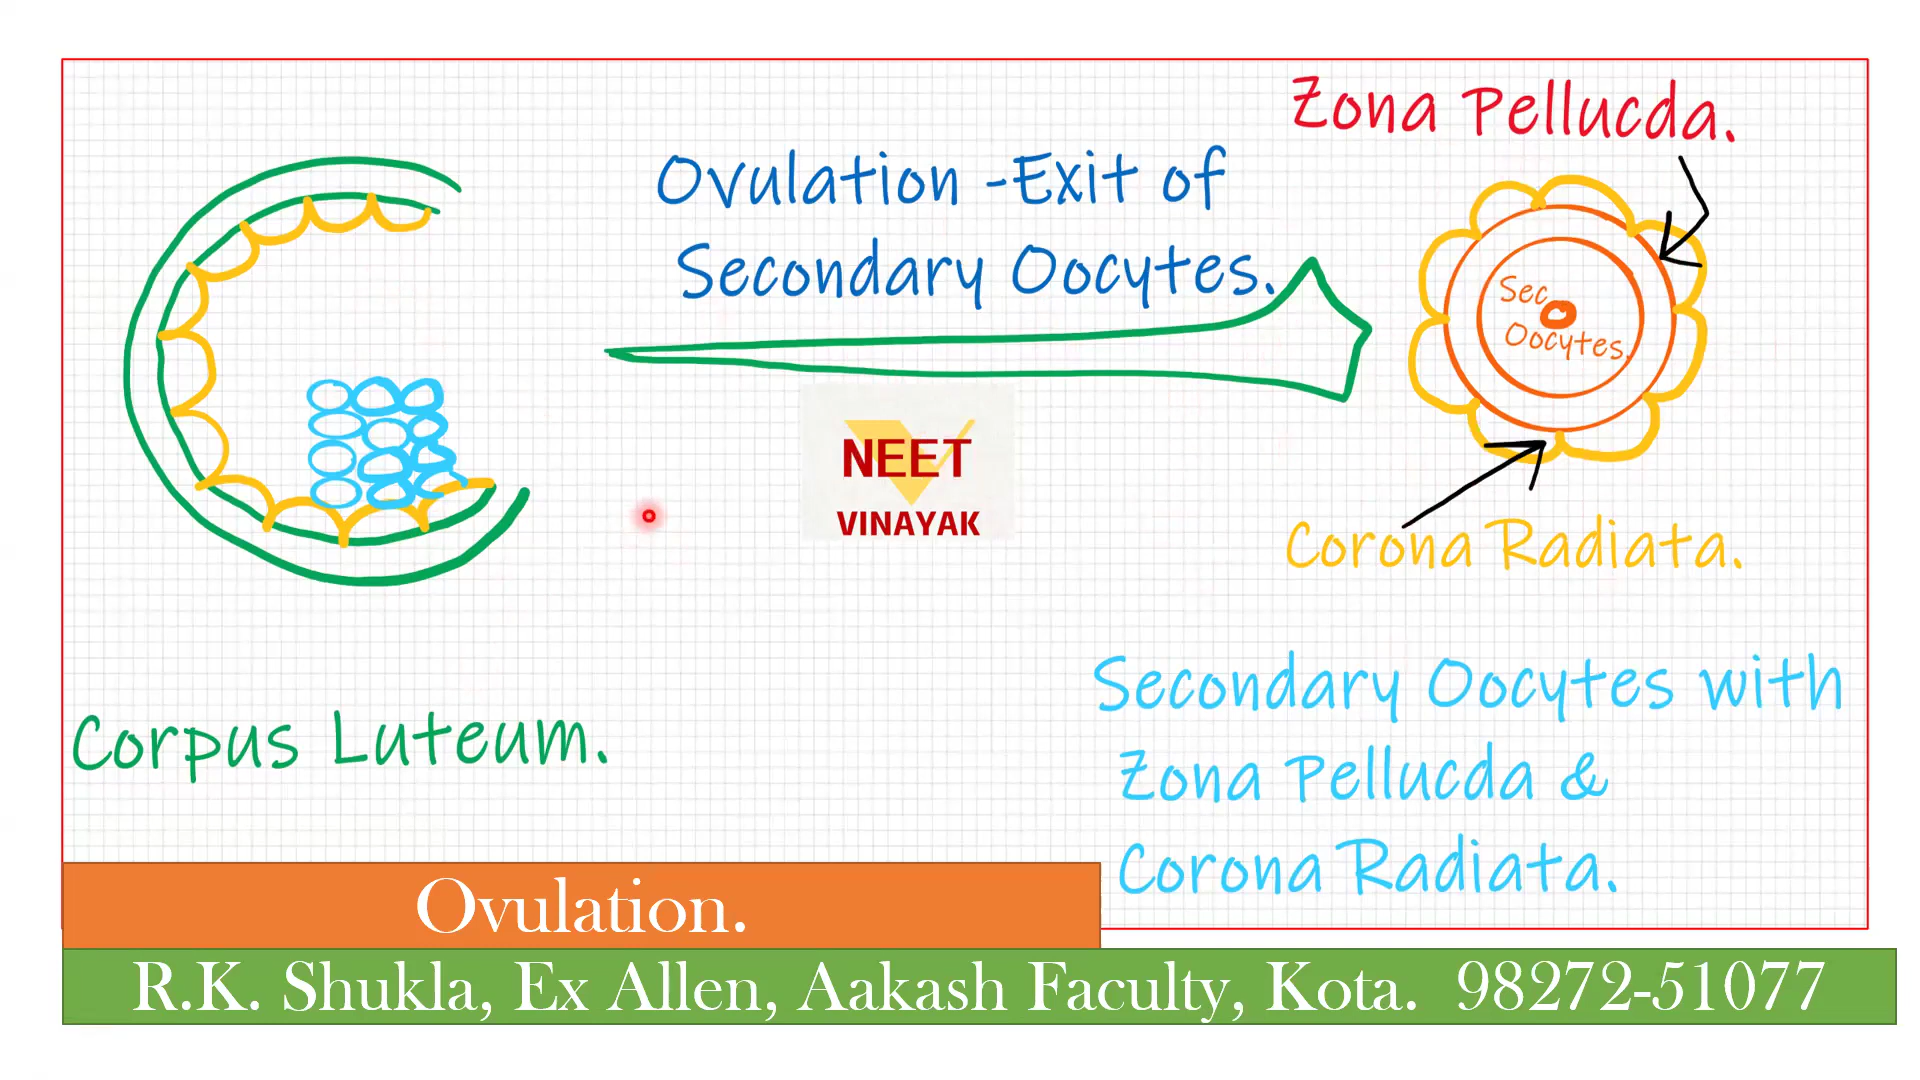 Zona Pellucda.
Ovulation -Exit of
Secondary Oocytes.
Sec
Oocytes.
NEET
VINAYAK
Corona Radiata.
Corpus Luteum.
Secondary Oocytes with
Zona Pellucda &
Corona Radiata.
Ovulation.
R.K. Shukla, Ex Allen, Aakash Faculty, Kota. 98272-51077